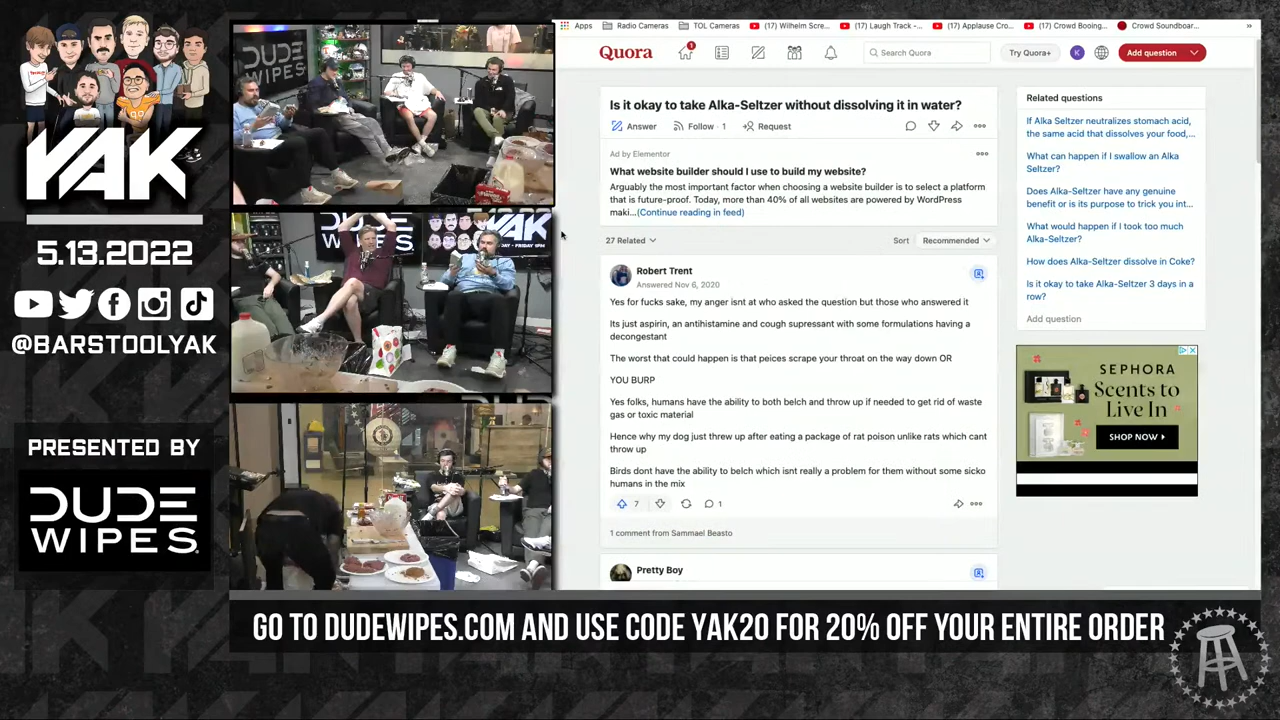 YAK
5.13.2022
@BARSTOOLYAK
PRESENTED BY
DUDE
WIPES
DUDE
WIPES
YAK
Apps
Radio Cameras
TOL Cameras
(17) Wilhelm Scre...
(17) Laugh Track -...
(17) Applause Cro...
(17) Crowd Booing...
Crowd Soundboar...
»
Quora
1
Search Quora
Try Quora+
K
Add question
Is it okay to take Alka-Seltzer without dissolving it in water?
Answer
Follow · 1
Request
Ad by Elementor
What website builder should I use to build my website?
Arguably the most important factor when choosing a website builder is to select a platform
that is future-proof. Today, more than 40% of all websites are powered by WordPress
maki...(Continue reading in feed)
27 Related
Sort
Recommended
Robert Trent
Answered Nov 6, 2020
Yes for fucks sake, my anger isnt at who asked the question but those who answered it
Its just aspirin, an antihistamine and cough supressant with some formulations having a
decongestant
The worst that could happen is that peices scrape your throat on the way down OR
YOU BURP
Yes folks, humans have the ability to both belch and throw up if needed to get rid of waste
gas or toxic material
Hence why my dog just threw up after eating a package of rat poison unlike rats which cant
throw up
Birds dont have the ability to belch which isnt really a problem for them without some sicko
humans in the mix
7
1
1 comment from Sammael Beasto
Pretty Boy
Related questions
If Alka Seltzer neutralizes stomach acid,
the same acid that dissolves your food,...
What can happen if I swallow an Alka
Seltzer?
Does Alka-Seltzer have any genuine
benefit or is its purpose to trick you int...
What would happen if I took too much
Alka-Seltzer?
How does Alka-Seltzer dissolve in Coke?
Is it okay to take Alka-Seltzer 3 days in a
row?
Add question
SEPHORA
Scents to
Live In
SHOP NOW
GO TO DUDEWIPES.COM AND USE CODE YAK20 FOR 20% OFF YOUR ENTIRE ORDER